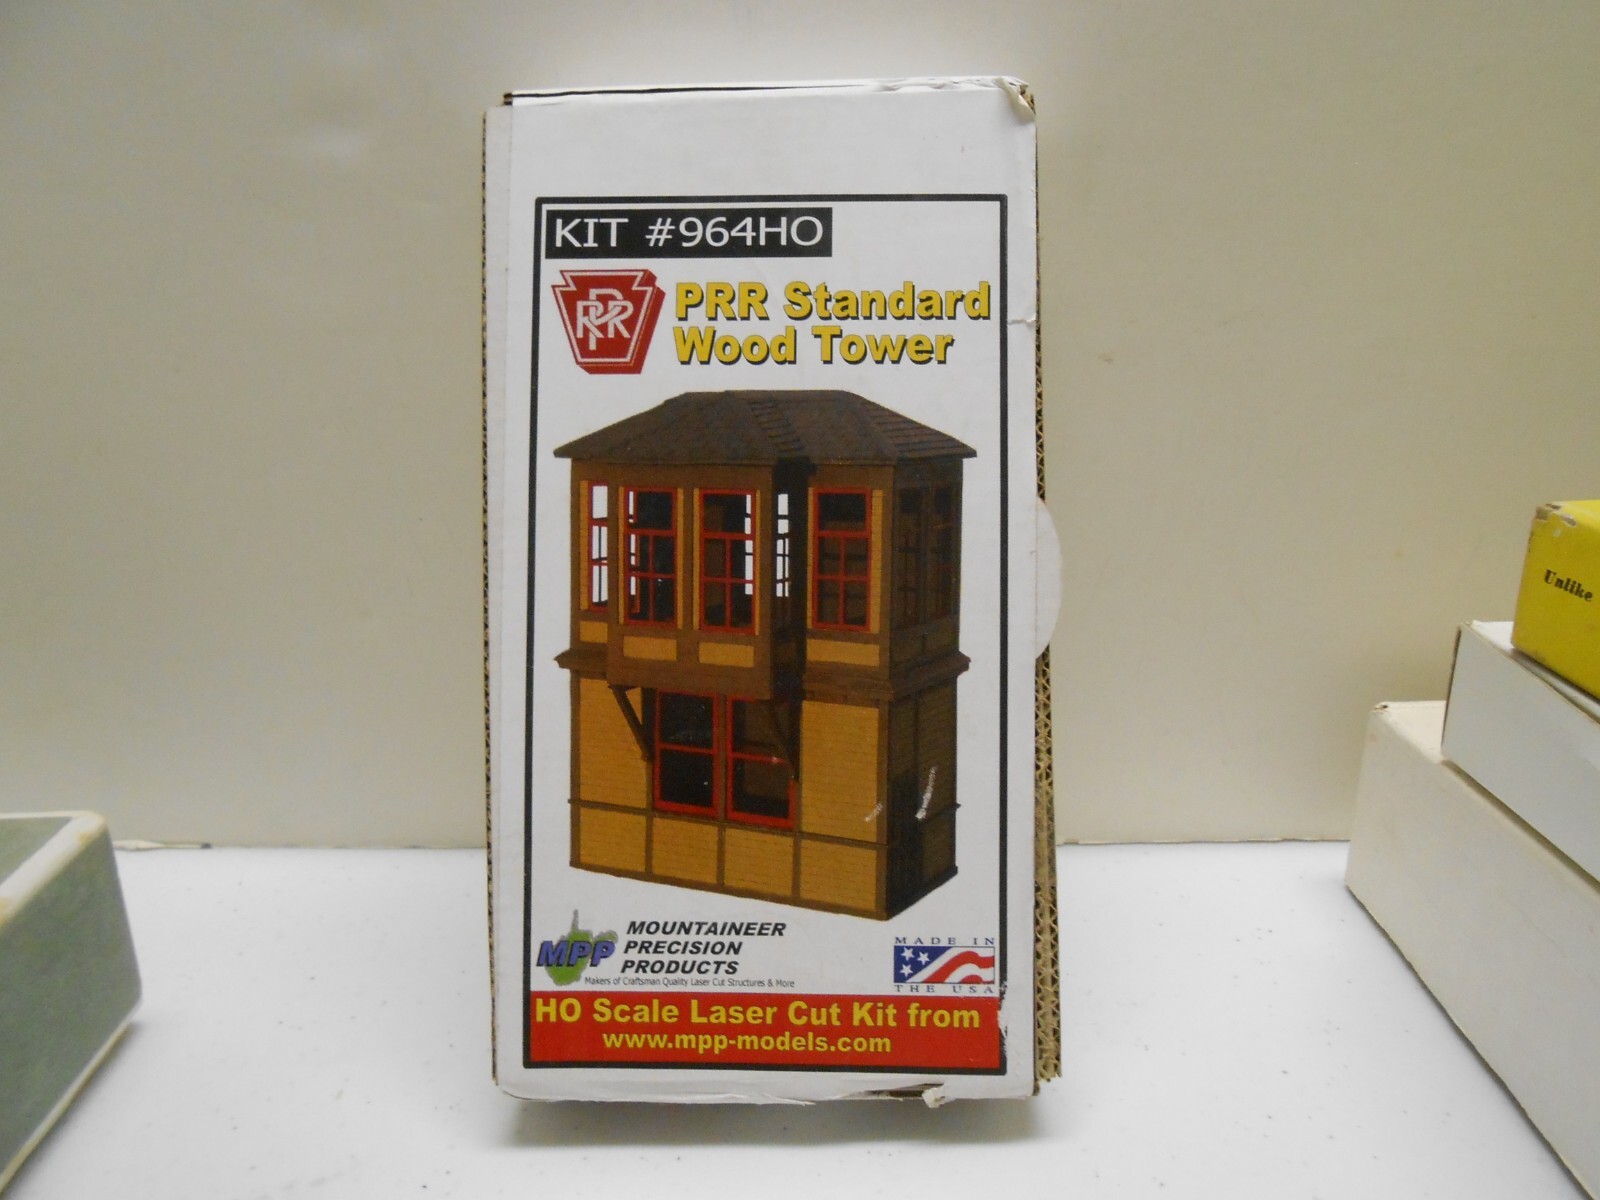 KIT #964HO
PRR
PRR Standard
Wood Tower
MPP
MOUNTAINEER
PRECISION
PRODUCTS
Makers of Craftsman Quality Laser Cut Structures & More
MADE IN
THE USA
HO Scale Laser Cut Kit from
www.mpp-models.com
Unlike